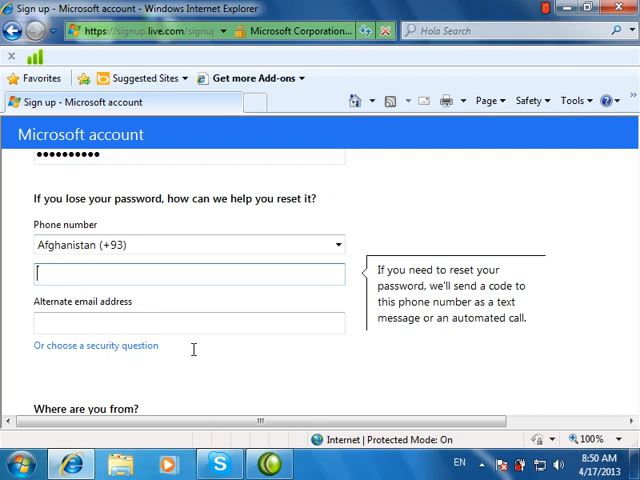 Sign up - Microsoft account - Windows Internet Explorer
https://signup.live.com/signup
Microsoft Corporation...
Hola Search
x
Favorites
Suggested Sites
Get more Add-ons
Sign up - Microsoft account
Page
Safety
Tools
»
Microsoft account
••••••••••
If you lose your password, how can we help you reset it?
Phone number
Afghanistan (+93)
If you need to reset your
password, we'll send a code to
this phone number as a text
message or an automated call.
Alternate email address
Or choose a security question
Where are you from?
Internet | Protected Mode: On
100%
EN
8:50 AM
4/17/2013